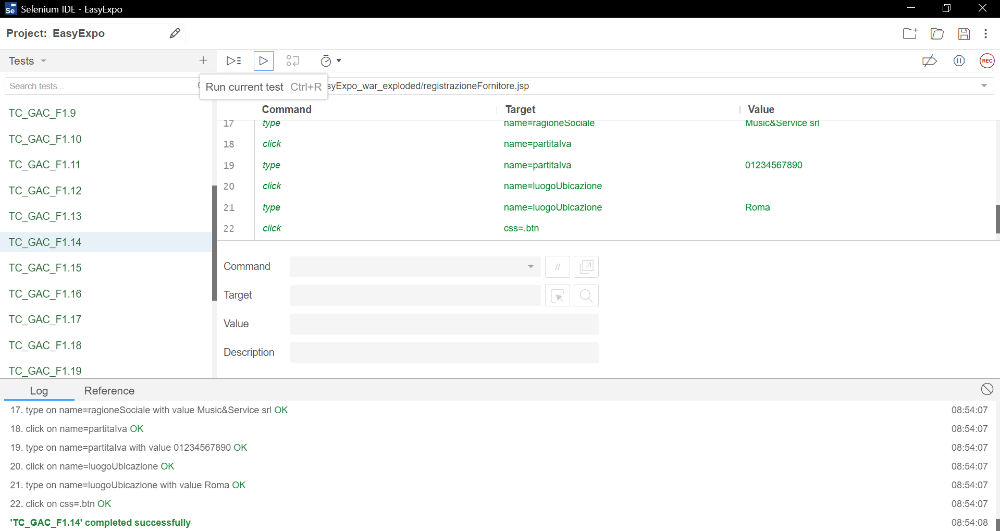 Selenium IDE - EasyExpo
Project: EasyExpo
Tests
REC
Search tests...
Run current test Ctrl+R
syExpo_war_exploded/registrazioneFornitore.jsp
Command Target Value
TC_GAC_F1.9
TC_GAC_F1.10
TC_GAC_F1.11
TC_GAC_F1.12
TC_GAC_F1.13
TC_GAC_F1.14
TC_GAC_F1.15
TC_GAC_F1.16
TC_GAC_F1.17
TC_GAC_F1.18
TC_GAC_F1.19
17 type name=ragioneSociale Music&Service srl
18 click name=partitaIva
19 type name=partitaIva 01234567890
20 click name=luogoUbicazione
21 type name=luogoUbicazione Roma
22 click css=.btn
Command //
Target
Value
Description
Log Reference
17. type on name=ragioneSociale with value Music&Service srl OK 08:54:07
18. click on name=partitaIva OK 08:54:07
19. type on name=partitaIva with value 01234567890 OK 08:54:07
20. click on name=luogoUbicazione OK 08:54:07
21. type on name=luogoUbicazione with value Roma OK 08:54:07
22. click on css=.btn OK 08:54:07
'TC_GAC_F1.14' completed successfully 08:54:08